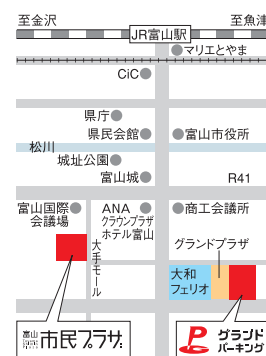 至金沢
至魚津
JR富山駅
マリエとやま
CiC
県庁
県民会館
富山市役所
松川
城址公園
富山城
R41
富山国際
会議場
ANA
クラウンプラザ
ホテル富山
商工会議所
大手モール
グランドプラザ
大和
フェリオ
富山
市民プラザ
P グランド
パーキング